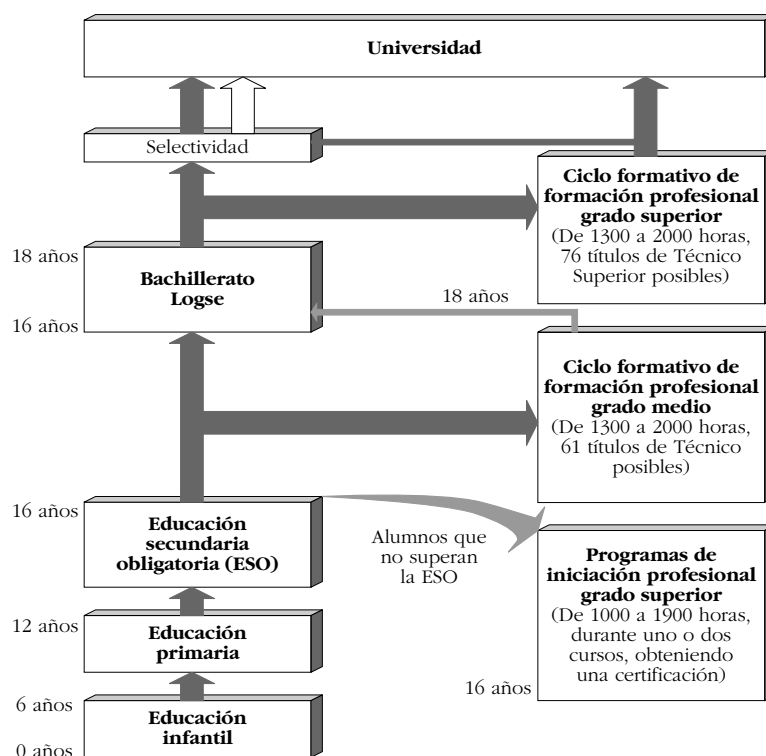 Universidad
Selectividad
Ciclo formativo de
formación profesional
grado superior
(De 1300 a 2000 horas,
76 títulos de Técnico
Superior posibles)
18 años
Bachillerato
Logse
16 años
18 años
Ciclo formativo de
formación profesional
grado medio
(De 1300 a 2000 horas,
61 títulos de Técnico
posibles)
16 años
Educación
secundaria
obligatoria (ESO)
Alumnos que
no superan
la ESO
Programas de
iniciación profesional
grado superior
(De 1000 a 1900 horas,
durante uno o dos
cursos, obteniendo
una certificación)
16 años
12 años
Educación
primaria
6 años
Educación
infantil
0 años